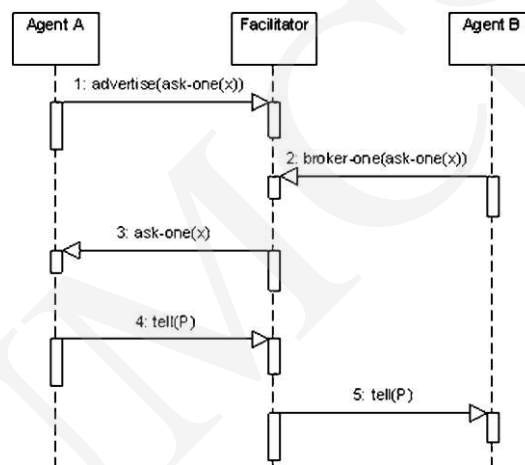 Agent A
Facilitator
Agent B
1: advertise(ask-one(x))
2: broker-one(ask-one(x))
3: ask-one(x)
4: tell(P)
5: tell(P)